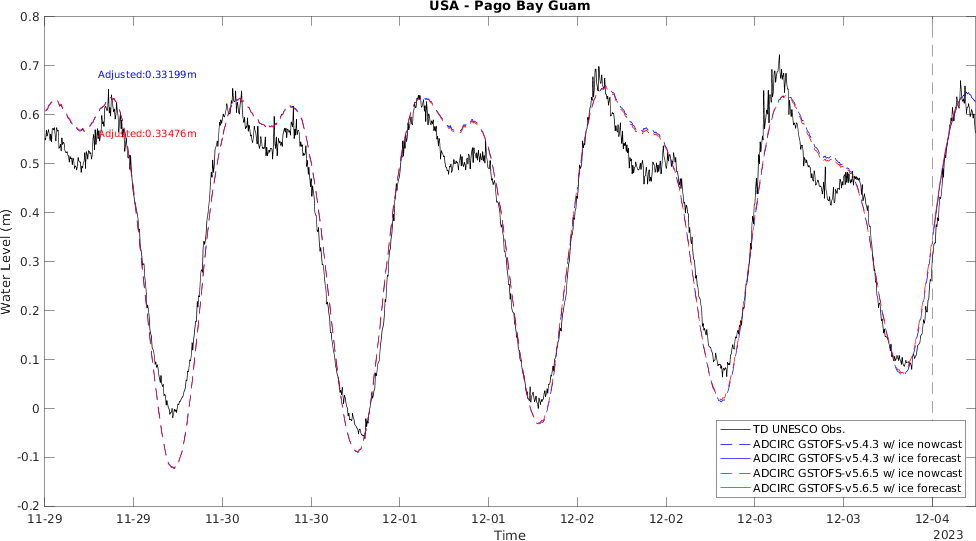 USA - Pago Bay Guam
0.8
0.7
0.6
0.5
0.4
0.3
0.2
0.1
0
-0.1
-0.2
Water Level (m)
Adjusted:0.33199m
Adjusted:0.33476m
TD UNESCO Obs.
ADCIRC GSTOFS-v5.4.3 w/ ice nowcast
ADCIRC GSTOFS-v5.4.3 w/ ice forecast
ADCIRC GSTOFS-v5.6.5 w/ ice nowcast
ADCIRC GSTOFS-v5.6.5 w/ ice forecast
11-29 11-29 11-30 11-30 12-01 12-01 12-02 12-02 12-03 12-03 12-04
Time
2023